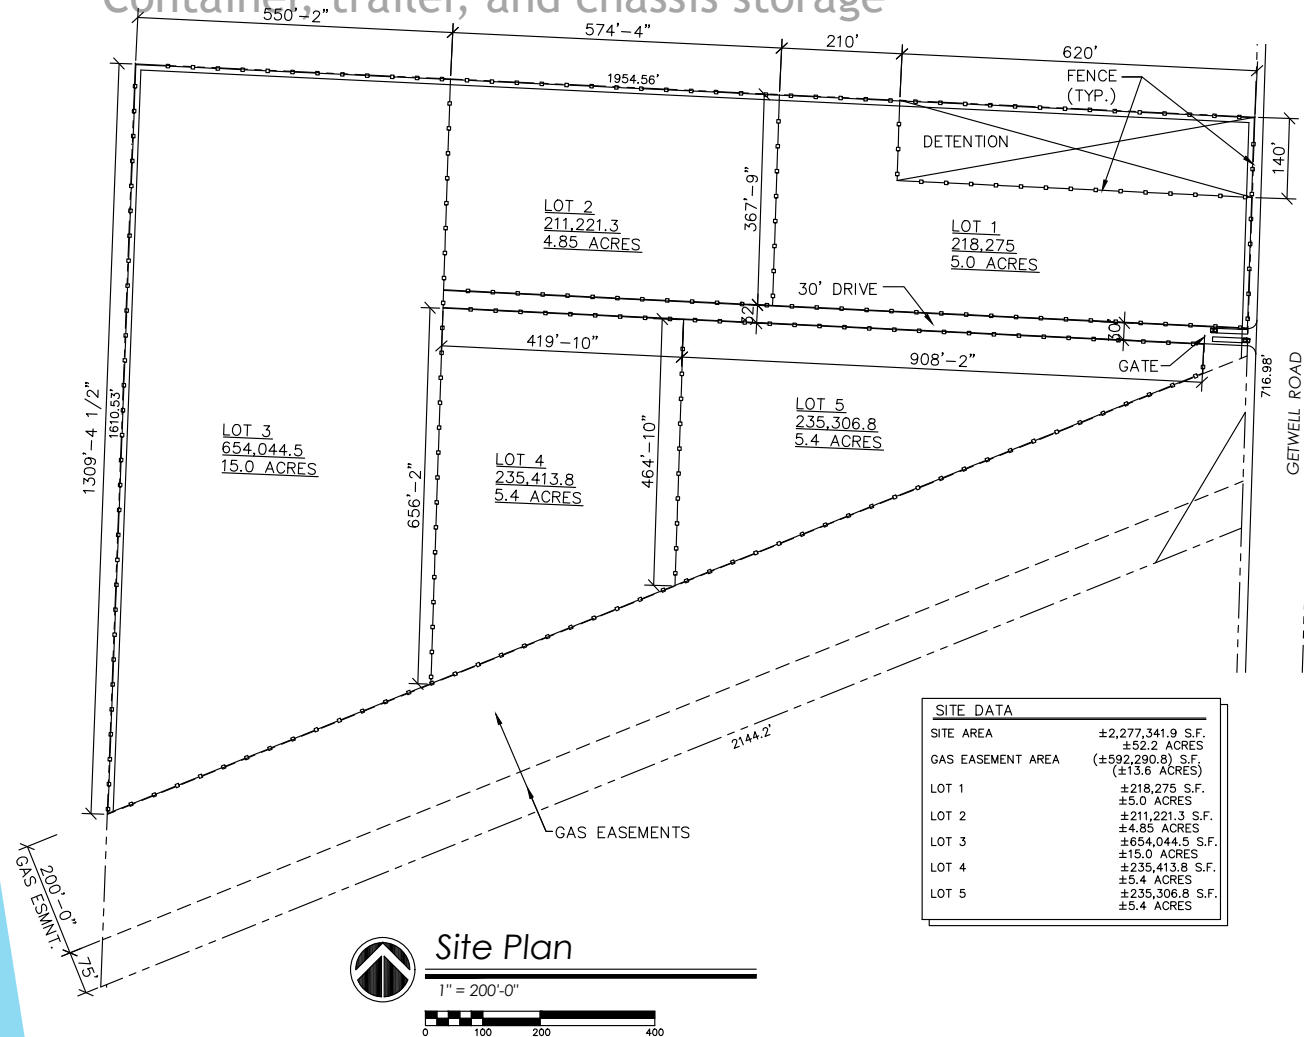 Container, trailer, and chassis storage
550'-2"
574'-4"
210'
620'
1954.56'
FENCE
(TYP.)
DETENTION
140'
367'-9"
LOT 2
211,221.3
4.85 ACRES
LOT 1
218,275
5.0 ACRES
30' DRIVE
32'
30'
419'-10"
908'-2"
GATE
716.98'
GETWELL ROAD
1309'-4 1/2"
1610.53'
LOT 3
654,044.5
15.0 ACRES
656'-2"
LOT 4
235,413.8
5.4 ACRES
464'-10"
LOT 5
235,306.8
5.4 ACRES
2144.2'
GAS EASEMENTS
200'-0"
GAS ESMNT.
75'
SITE DATA
SITE AREA ±2,277,341.9 S.F.
±52.2 ACRES
GAS EASEMENT AREA (±592,290.8) S.F.
(±13.6 ACRES)
LOT 1 ±218,275 S.F.
±5.0 ACRES
LOT 2 ±211,221.3 S.F.
±4.85 ACRES
LOT 3 ±654,044.5 S.F.
±15.0 ACRES
LOT 4 ±235,413.8 S.F.
±5.4 ACRES
LOT 5 ±235,306.8 S.F.
±5.4 ACRES
Site Plan
1" = 200'-0"
0 100 200 400